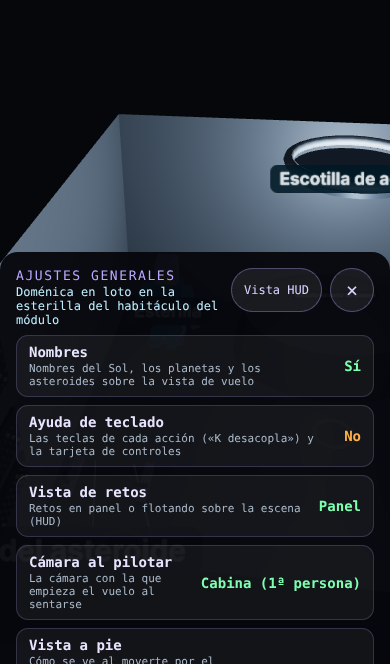 Escotilla de a
AJUSTES GENERALES
Doménica en loto en la
esterilla del habitáculo del
módulo
Vista HUD
×
Nombres
Nombres del Sol, los planetas y los
asteroides sobre la vista de vuelo
Sí
Ayuda de teclado
Las teclas de cada acción («K desacopla») y
la tarjeta de controles
No
Vista de retos
Retos en panel o flotando sobre la escena
(HUD)
Panel
del asteroide
Cámara al pilotar
La cámara con la que
empieza el vuelo al
sentarse
Cabina (1ª persona)
Vista a pie
Cómo se ve al moverte por el